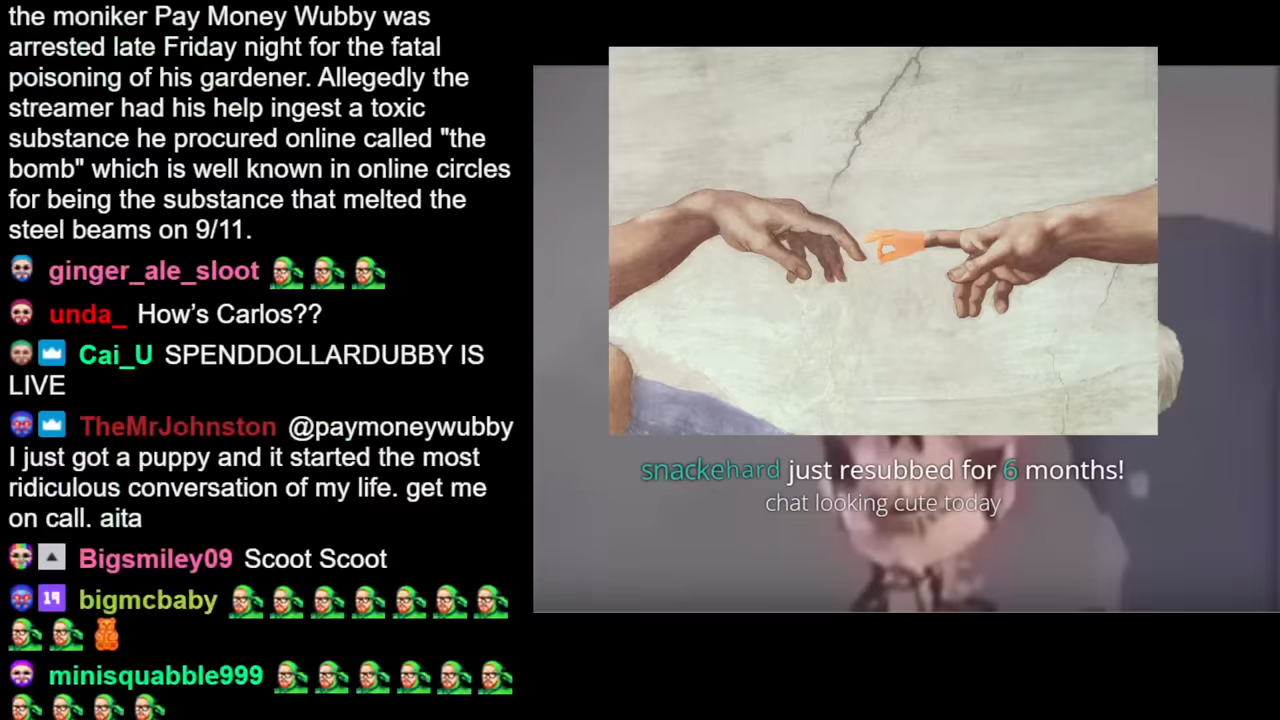 the moniker Pay Money Wubby was
arrested late Friday night for the fatal
poisoning of his gardener. Allegedly the
streamer had his help ingest a toxic
substance he procured online called "the
bomb" which is well known in online circles
for being the substance that melted the
steel beams on 9/11.
ginger_ale_sloot
unda_ How’s Carlos??
Cai_U SPENDDOLLARDUBBY IS
LIVE
TheMrJohnston @paymoneywubby
I just got a puppy and it started the most
ridiculous conversation of my life. get me
on call. aita
Bigsmiley09 Scoot Scoot
19 bigmcbaby
minisquabble999
snackehard just resubbed for 6 months!
chat looking cute today